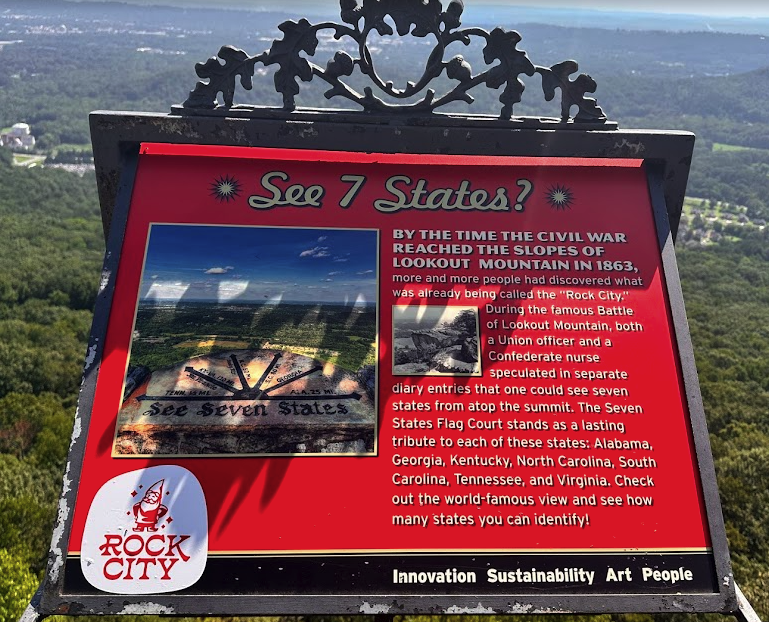 See 7 States?
BY THE TIME THE CIVIL WAR
REACHED THE SLOPES OF
LOOKOUT MOUNTAIN IN 1863,
more and more people had discovered what
was already being called the "Rock City."
During the famous Battle
of Lookout Mountain, both
a Union officer and a
Confederate nurse
speculated in separate
diary entries that one could see seven
states from atop the summit. The Seven
States Flag Court stands as a lasting
tribute to each of these states: Alabama,
Georgia, Kentucky, North Carolina, South
Carolina, Tennessee, and Virginia. Check
out the world-famous view and see how
many states you can identify!
See Seven States
ROCK
CITY
Innovation Sustainability Art People